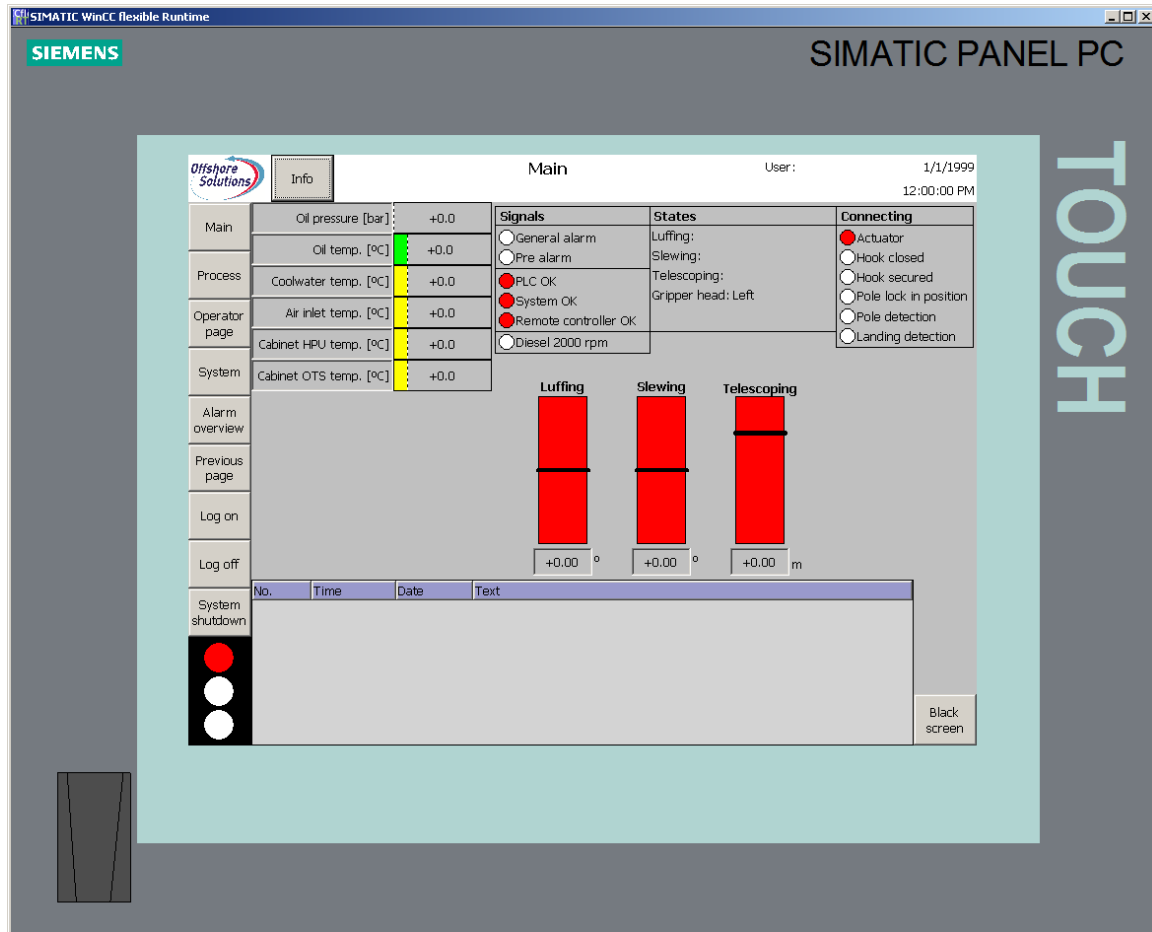 SIMATIC WinCC flexible Runtime
SIEMENS
SIMATIC PANEL PC
TOUCH
Offshore
Solutions
Info
Main
User:
1/1/1999
12:00:00 PM
Main
Process
Operator
page
System
Alarm
overview
Previous
page
Log on
Log off
System
shutdown
Oil pressure [bar] +0.0
Oil temp. [ºC] +0.0
Coolwater temp. [ºC] +0.0
Air inlet temp. [ºC] +0.0
Cabinet HPU temp. [ºC] +0.0
Cabinet OTS temp. [ºC] +0.0
Signals
General alarm
Pre alarm
PLC OK
System OK
Remote controller OK
Diesel 2000 rpm
States
Luffing:
Slewing:
Telescoping:
Gripper head: Left
Connecting
Actuator
Hook closed
Hook secured
Pole lock in position
Pole detection
Landing detection
Luffing Slewing Telescoping
+0.00 º +0.00 º +0.00 m
No. Time Date Text
Black
screen